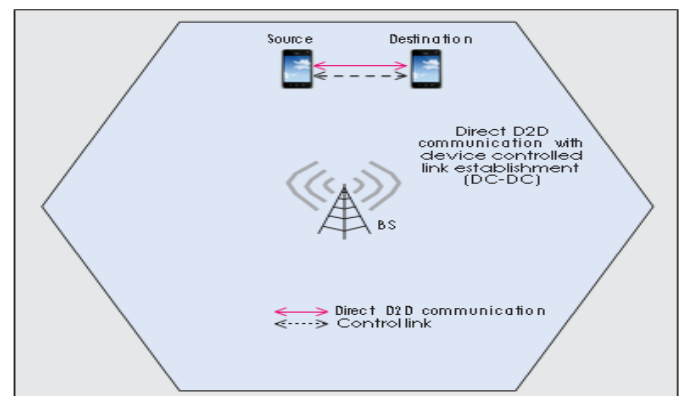 Source Destination
Direct D2D
communication with
device controlled
link establishment
(DC-DC)
BS
Direct D2D communication
Control link